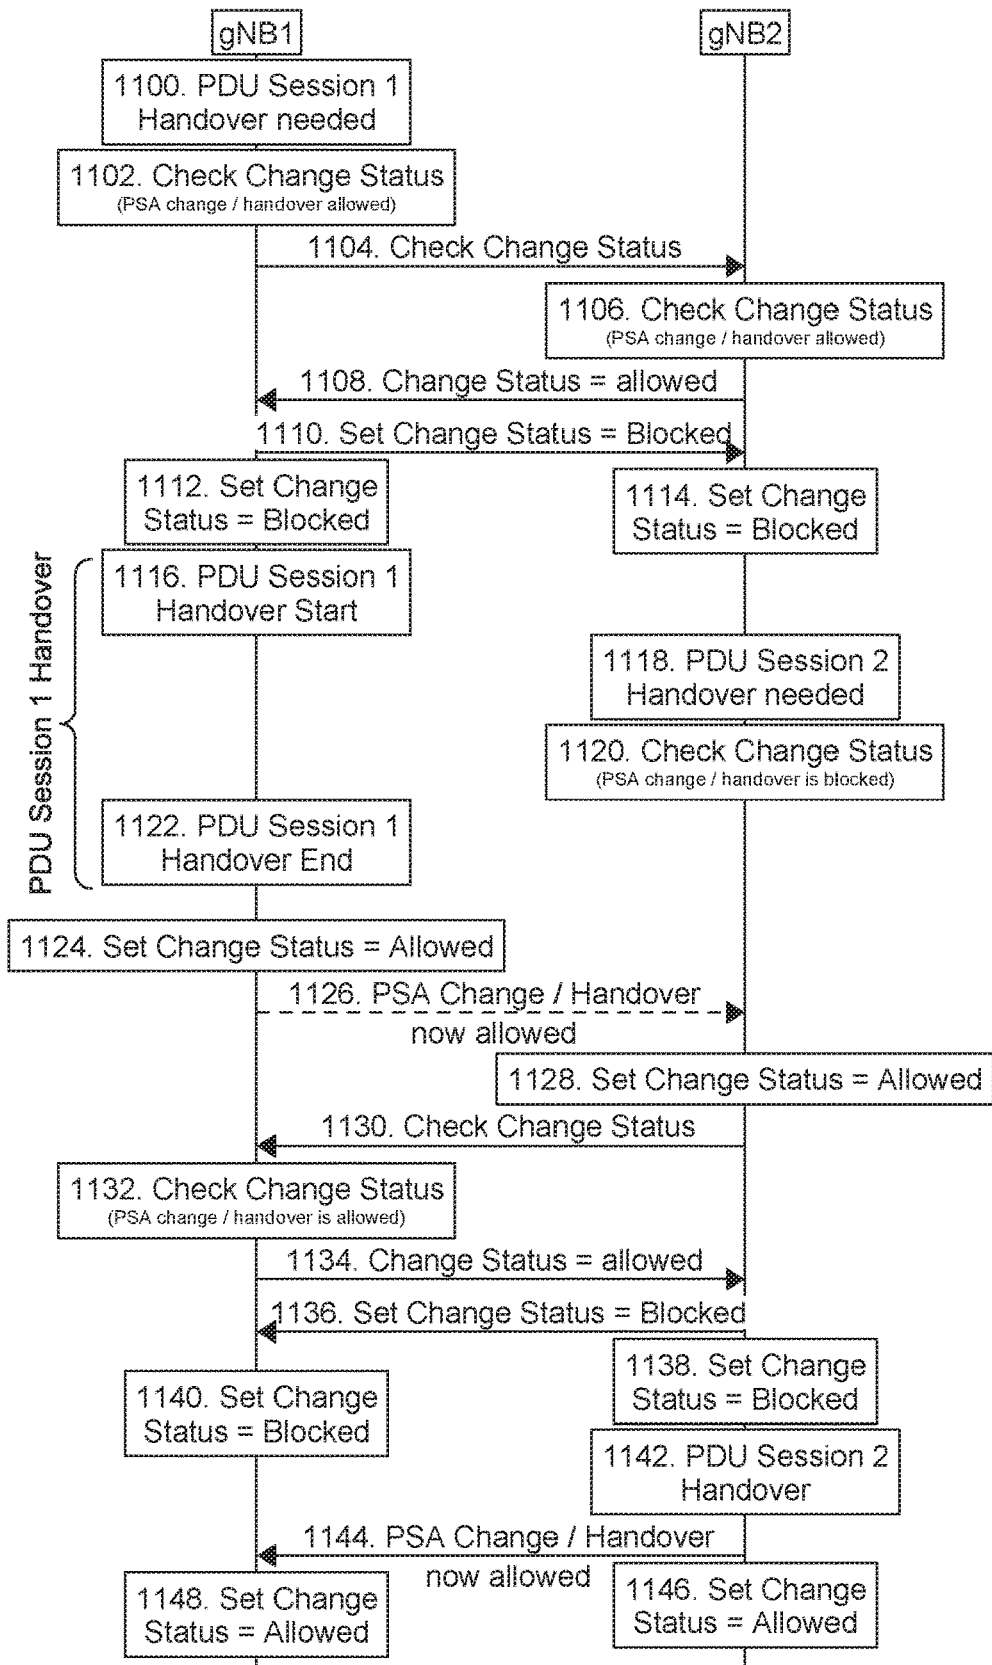 gNB1
gNB2
1100. PDU Session 1
Handover needed
1102. Check Change Status
(PSA change / handover allowed)
1104. Check Change Status
1106. Check Change Status
(PSA change / handover allowed)
1108. Change Status = allowed
1110. Set Change Status = Blocked
1112. Set Change
Status = Blocked
1114. Set Change
Status = Blocked
PDU Session 1 Handover
1116. PDU Session 1
Handover Start
1118. PDU Session 2
Handover needed
1120. Check Change Status
(PSA change / handover is blocked)
1122. PDU Session 1
Handover End
1124. Set Change Status = Allowed
1126. PSA Change / Handover
now allowed
1128. Set Change Status = Allowed
1130. Check Change Status
1132. Check Change Status
(PSA change / handover is allowed)
1134. Change Status = allowed
1136. Set Change Status = Blocked
1138. Set Change
Status = Blocked
1140. Set Change
Status = Blocked
1142. PDU Session 2
Handover
1144. PSA Change / Handover
now allowed
1146. Set Change
Status = Allowed
1148. Set Change
Status = Allowed